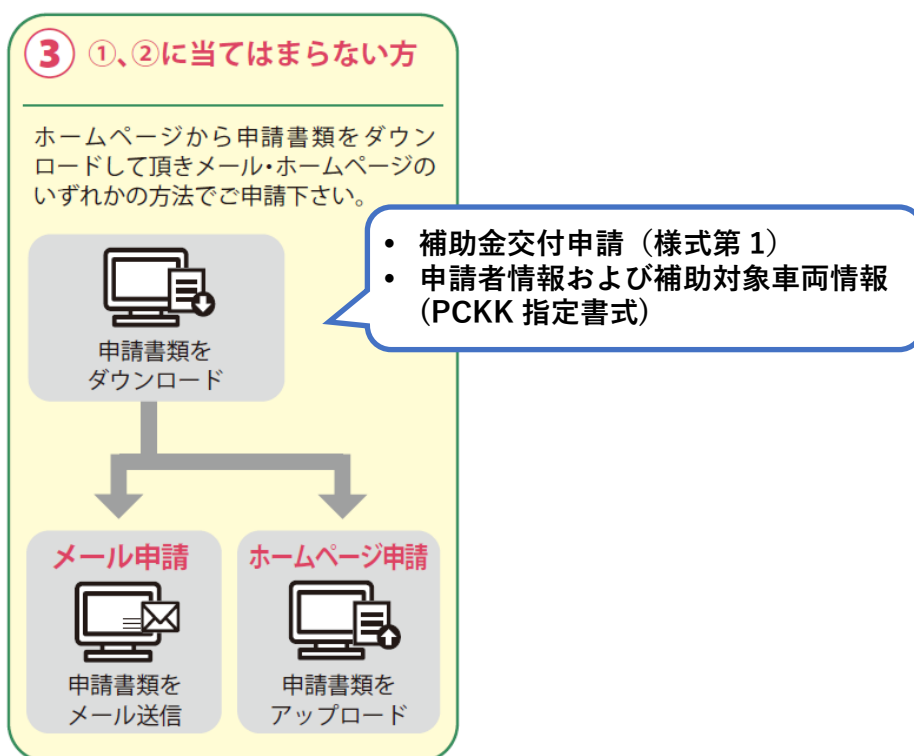 ③ ①、②に当てはまらない方
ホームページから申請書類をダウン
ロードして頂きメール・ホームページの
いずれかの方法でご申請下さい。
• 補助金交付申請（様式第 1）
• 申請者情報および補助対象車両情報
(PCKK 指定書式)
申請書類を
ダウンロード
メール申請
申請書類を
メール送信
ホームページ申請
申請書類を
アップロード